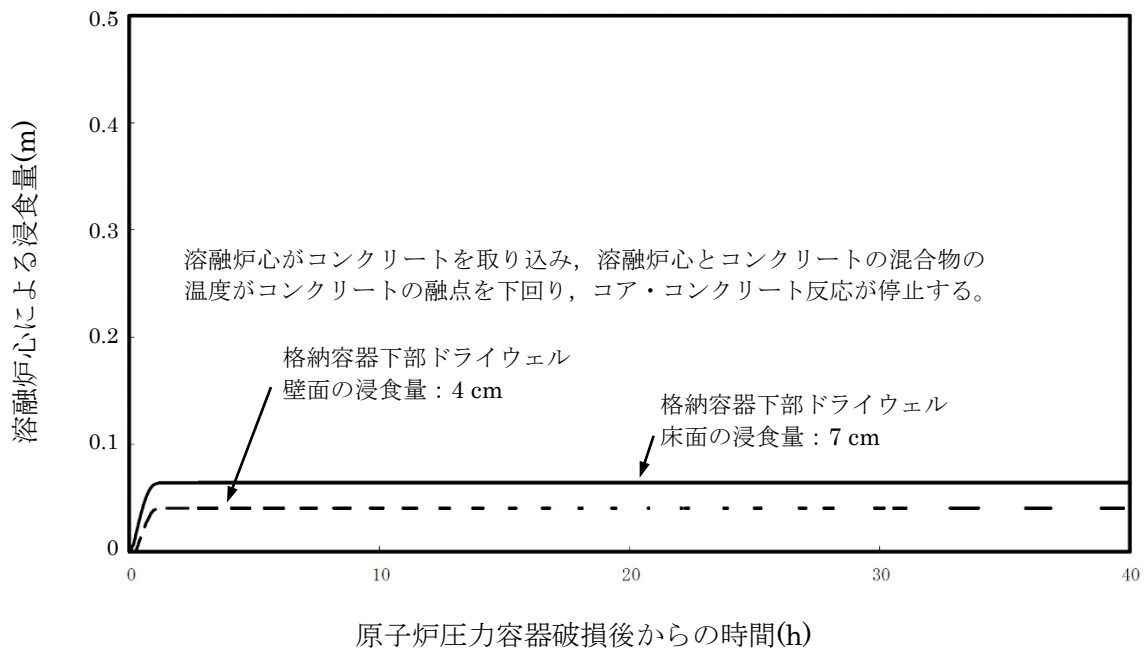 0.5
0.4
0.3
0.2
0.1
0
溶融炉心による浸食量(m)
溶融炉心がコンクリートを取り込み，溶融炉心とコンクリートの混合物の
温度がコンクリートの融点を下回り，コア・コンクリート反応が停止する。
格納容器下部ドライウェル
壁面の浸食量：4 cm
格納容器下部ドライウェル
床面の浸食量：7 cm
0 10 20 30 40
原子炉圧力容器破損後からの時間(h)